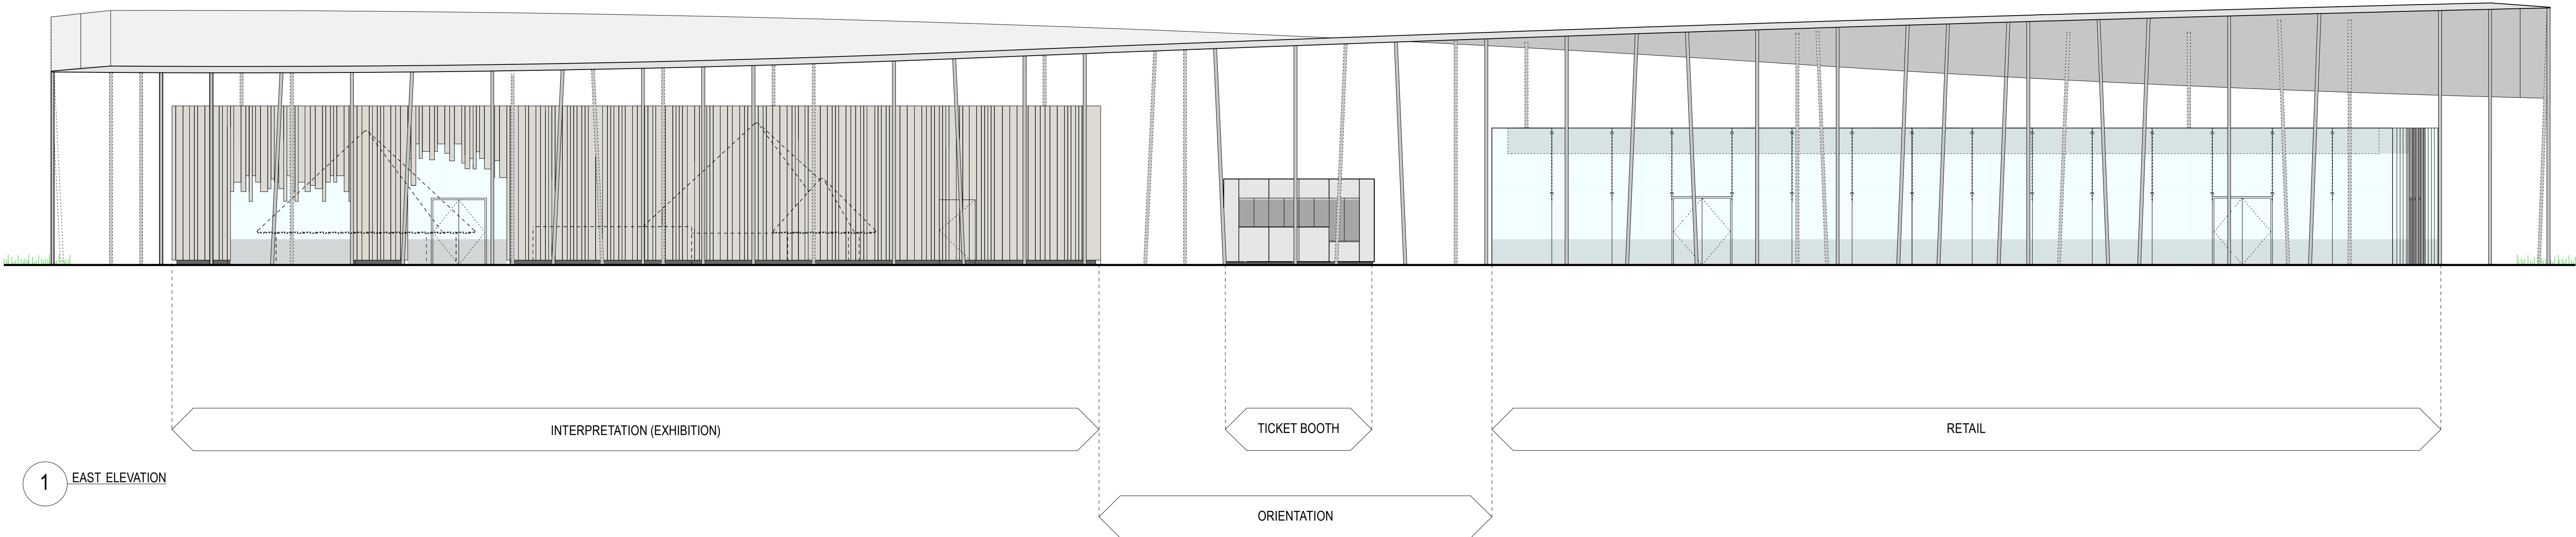 INTERPRETATION (EXHIBITION)
TICKET BOOTH
RETAIL
1
EAST ELEVATION
ORIENTATION